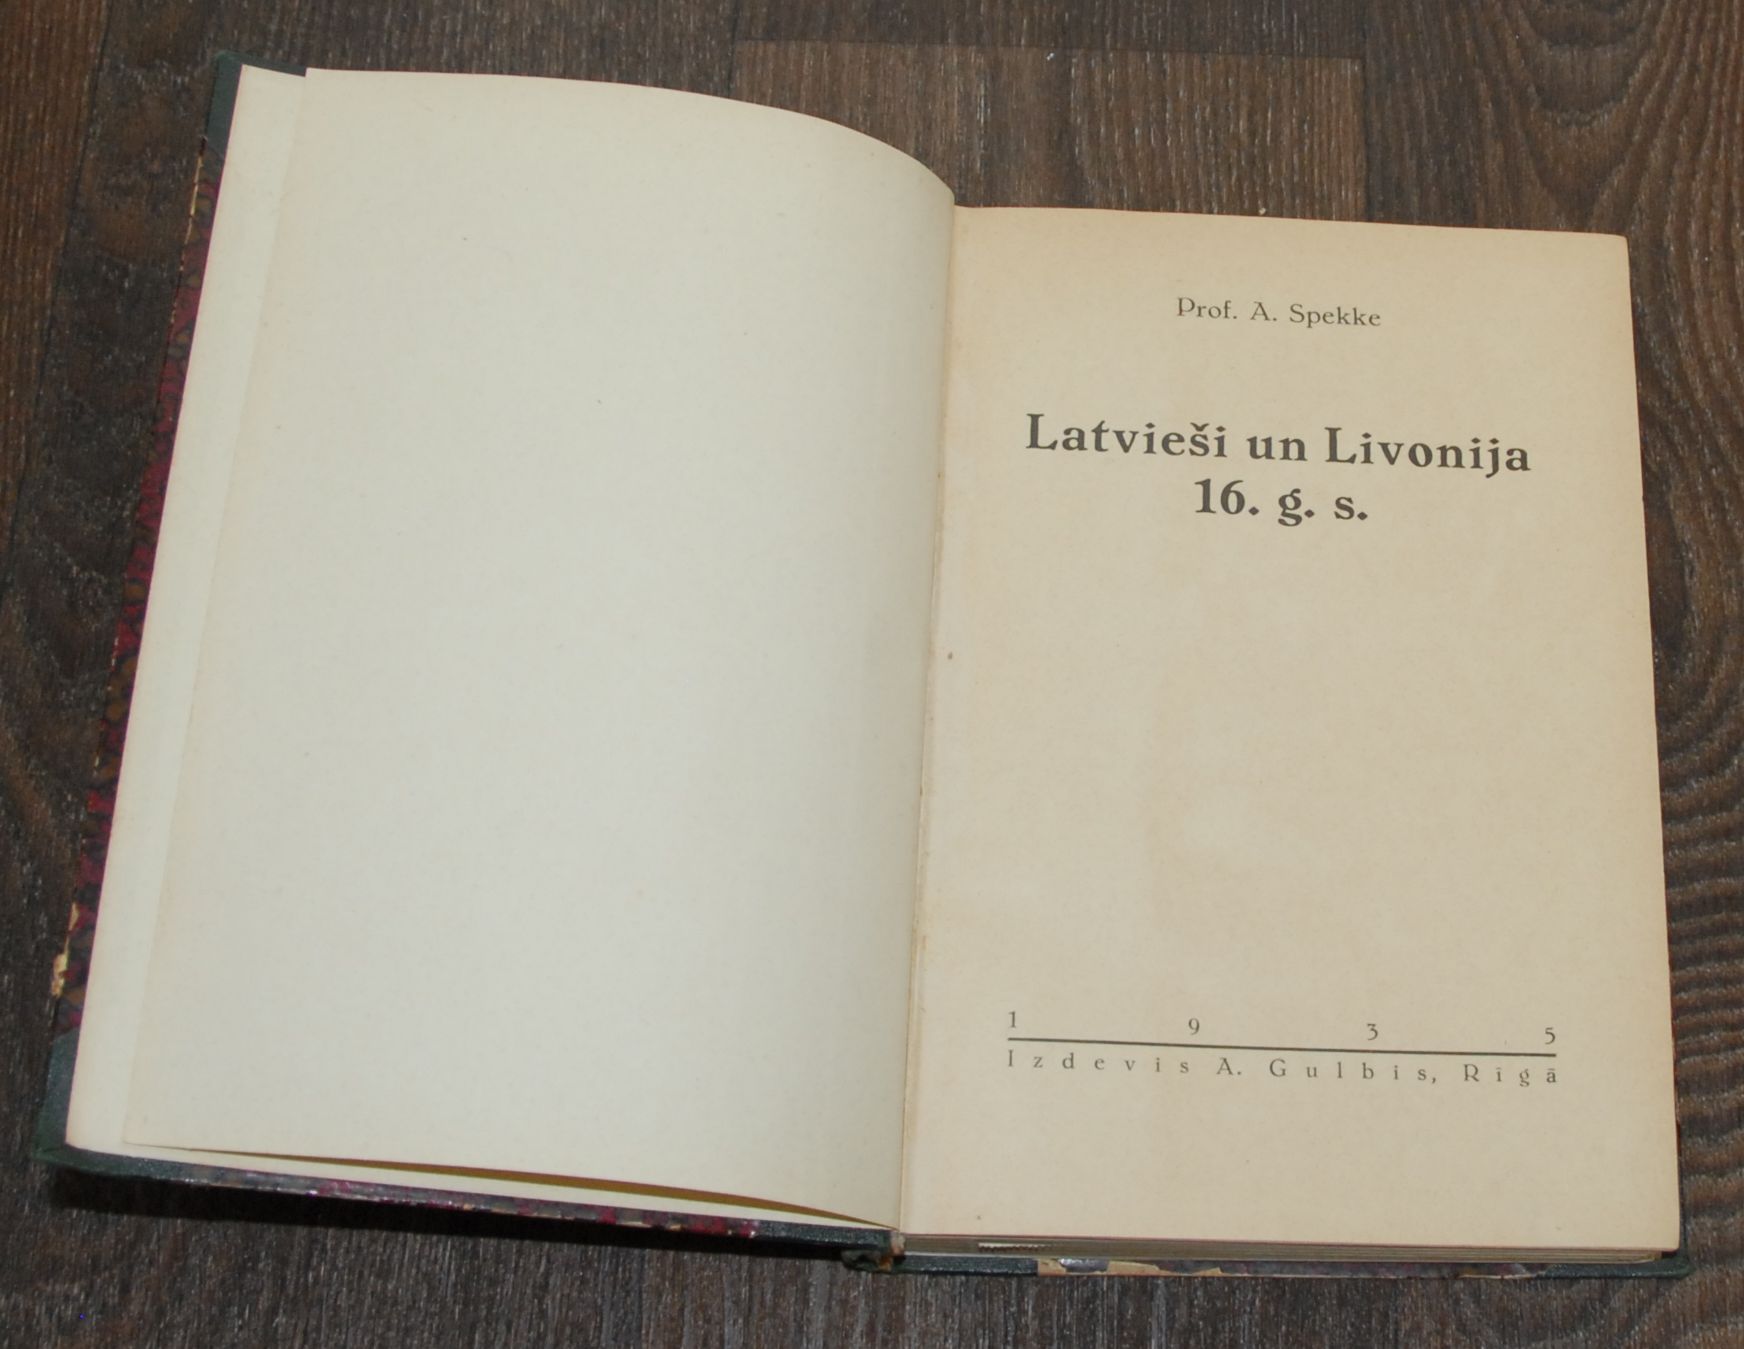 Prof. A. Spekke
Latvieši un Livonija
16. g. s.
1 9 3 5
Izdevis A. Gulbis, Rīgā